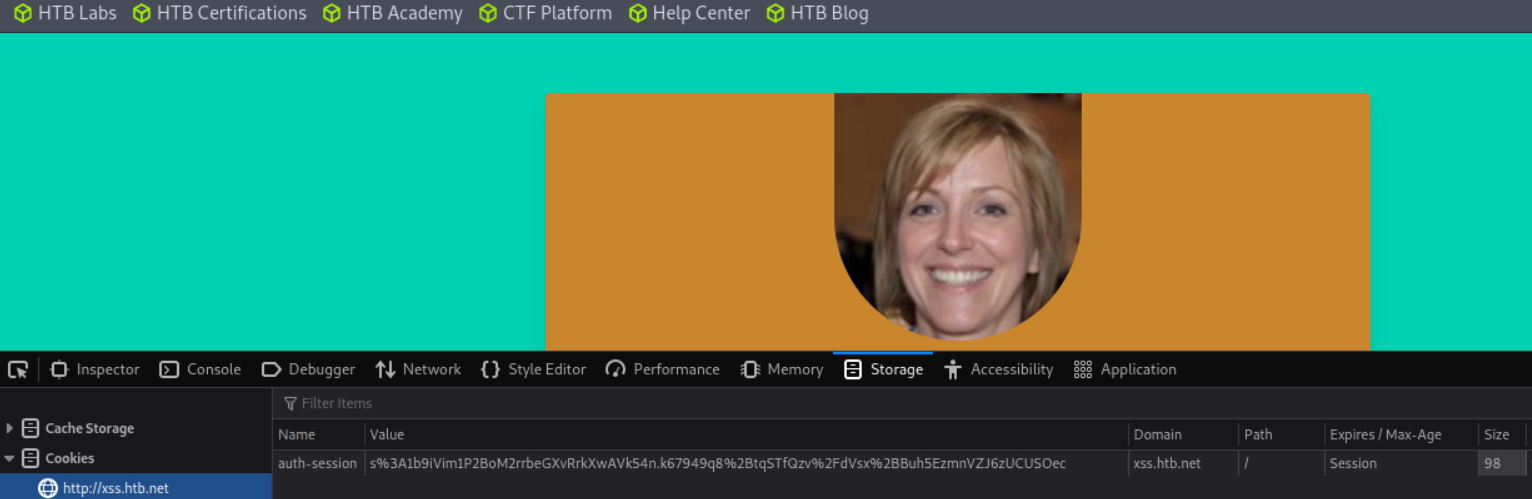 HTB Labs HTB Certifications HTB Academy CTF Platform Help Center HTB Blog
Inspector Console Debugger Network Style Editor Performance Memory Storage Accessibility Application
Filter Items
Cache Storage
Name Value Domain Path Expires / Max-Age Size
Cookies
auth-session s%3A1b9iVim1P2BoM2rrbeGXvRrkXwAVk54n.k67949q8%2BtqSTfQzv%2FdVsx%2BBuh5EzmnVZJ6zUCUSOec xss.htb.net / Session 98
http://xss.htb.net